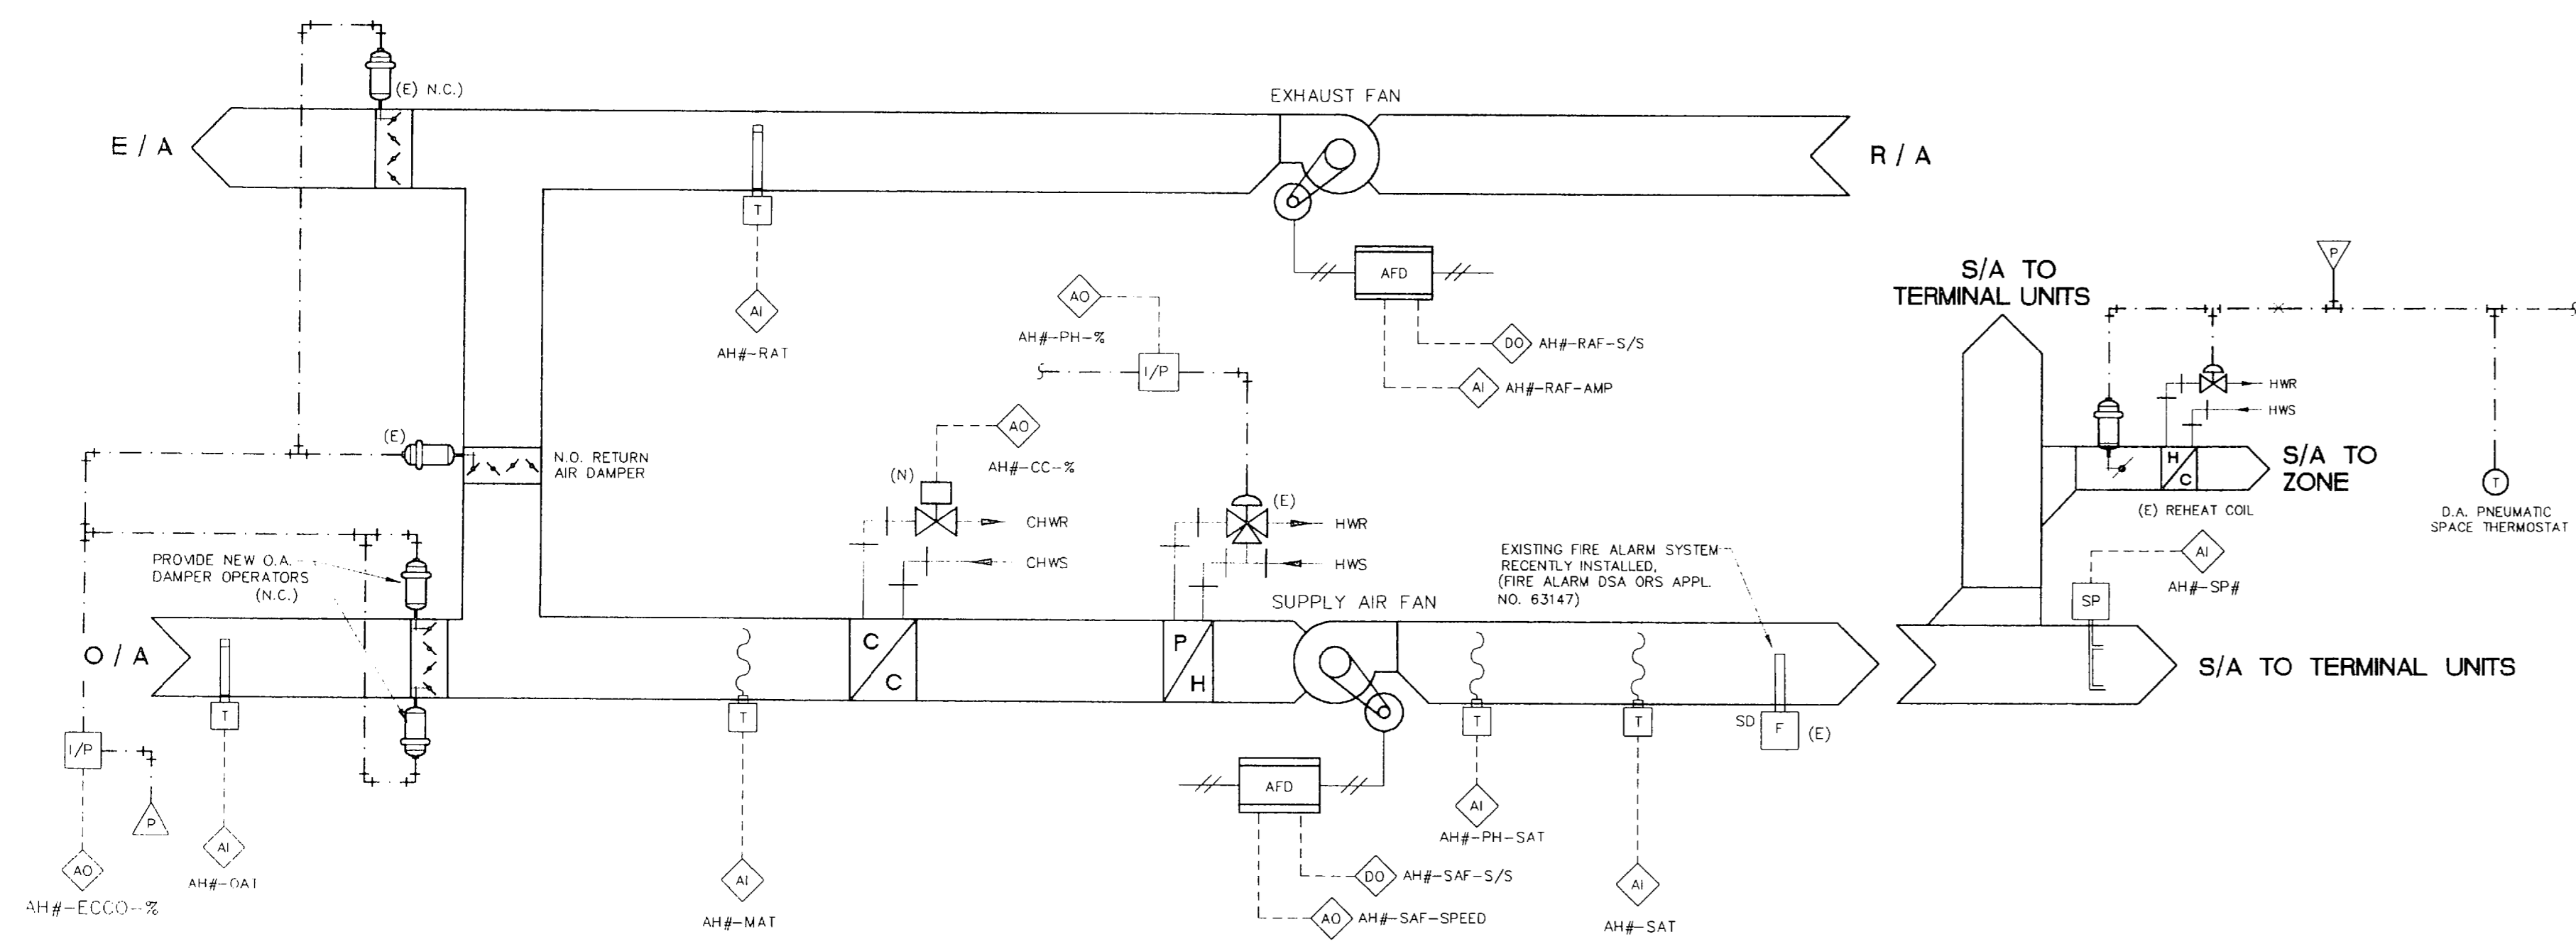 (E) N.C.)
EXHAUST FAN
E / A
R / A
T
AI
AH#-RAT
AFD
DO AH#-RAF-S/S
AI AH#-RAF-AMP
AO
AH#-PH-%
I/P
AO
AH#-CC-%
(N)
CHWR
CHWS
(E)
HWR
HWS
(E)
N.O. RETURN
AIR DAMPER
PROVIDE NEW O.A.
DAMPER OPERATORS
(N.C.)
O / A
C
C
P
H
SUPPLY AIR FAN
EXISTING FIRE ALARM SYSTEM
RECENTLY INSTALLED,
(FIRE ALARM DSA ORS APPL.
NO. 63147)
S/A TO
TERMINAL UNITS
P
HWR
HWS
H
C
S/A TO
ZONE
(E) REHEAT COIL
T
D.A. PNEUMATIC
SPACE THERMOSTAT
AI
AH#-SP#
SP
S/A TO TERMINAL UNITS
I/P
P
AO
AH#-ECCO-%
T
AI
AH#-OAT
T
AI
AH#-MAT
AFD
DO AH#-SAF-S/S
AO AH#-SAF-SPEED
T
AI
AH#-PH-SAT
T
AI
AH#-SAT
SD
F
(E)